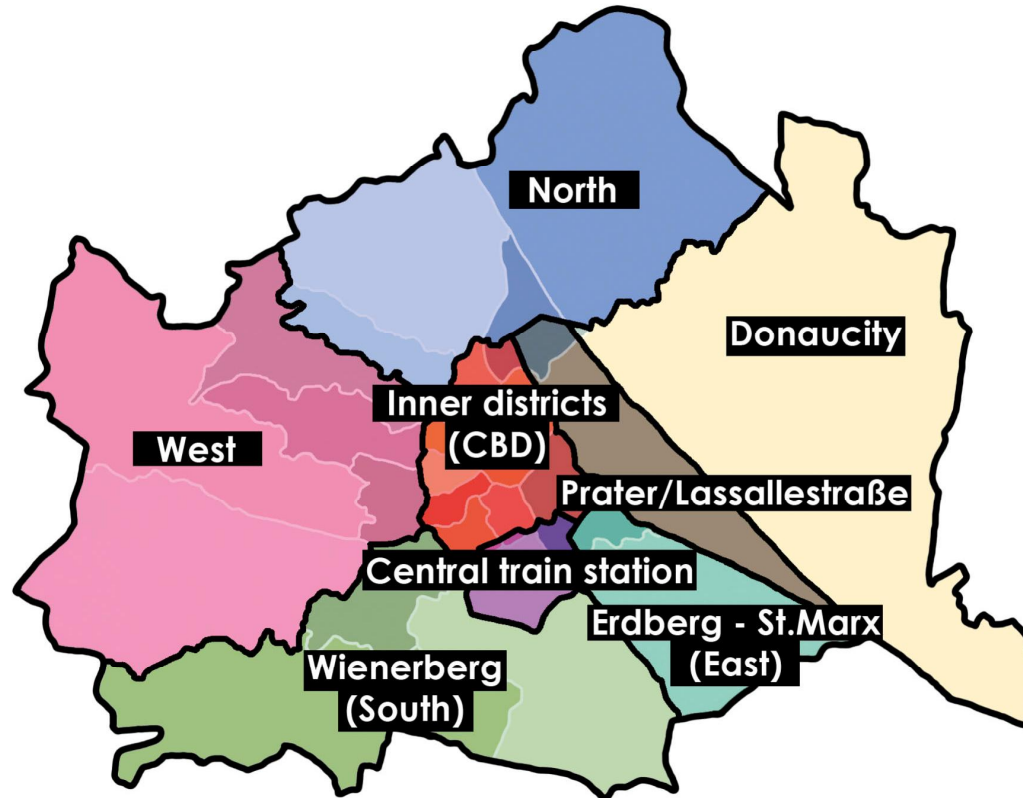 North
Donaucity
Inner districts
(CBD)
West
Prater/Lassallestraße
Central train station
Erdberg - St.Marx
(East)
Wienerberg
(South)